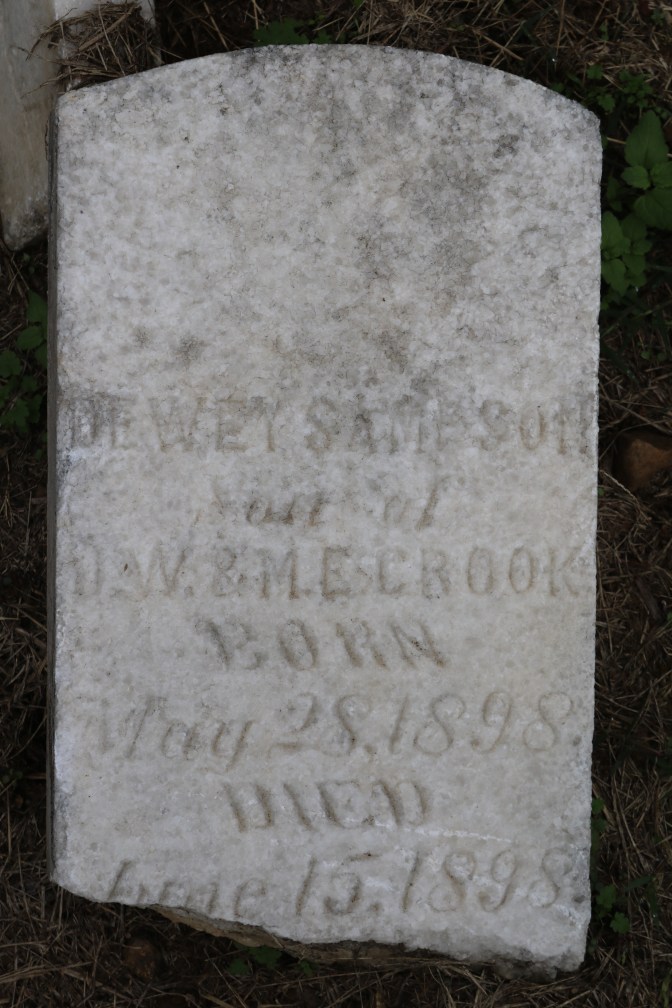 DEWEY SAMPSON
son of
D.W. & M.E. CROOK
BORN
May 28, 1898
DIED
June 15, 1898